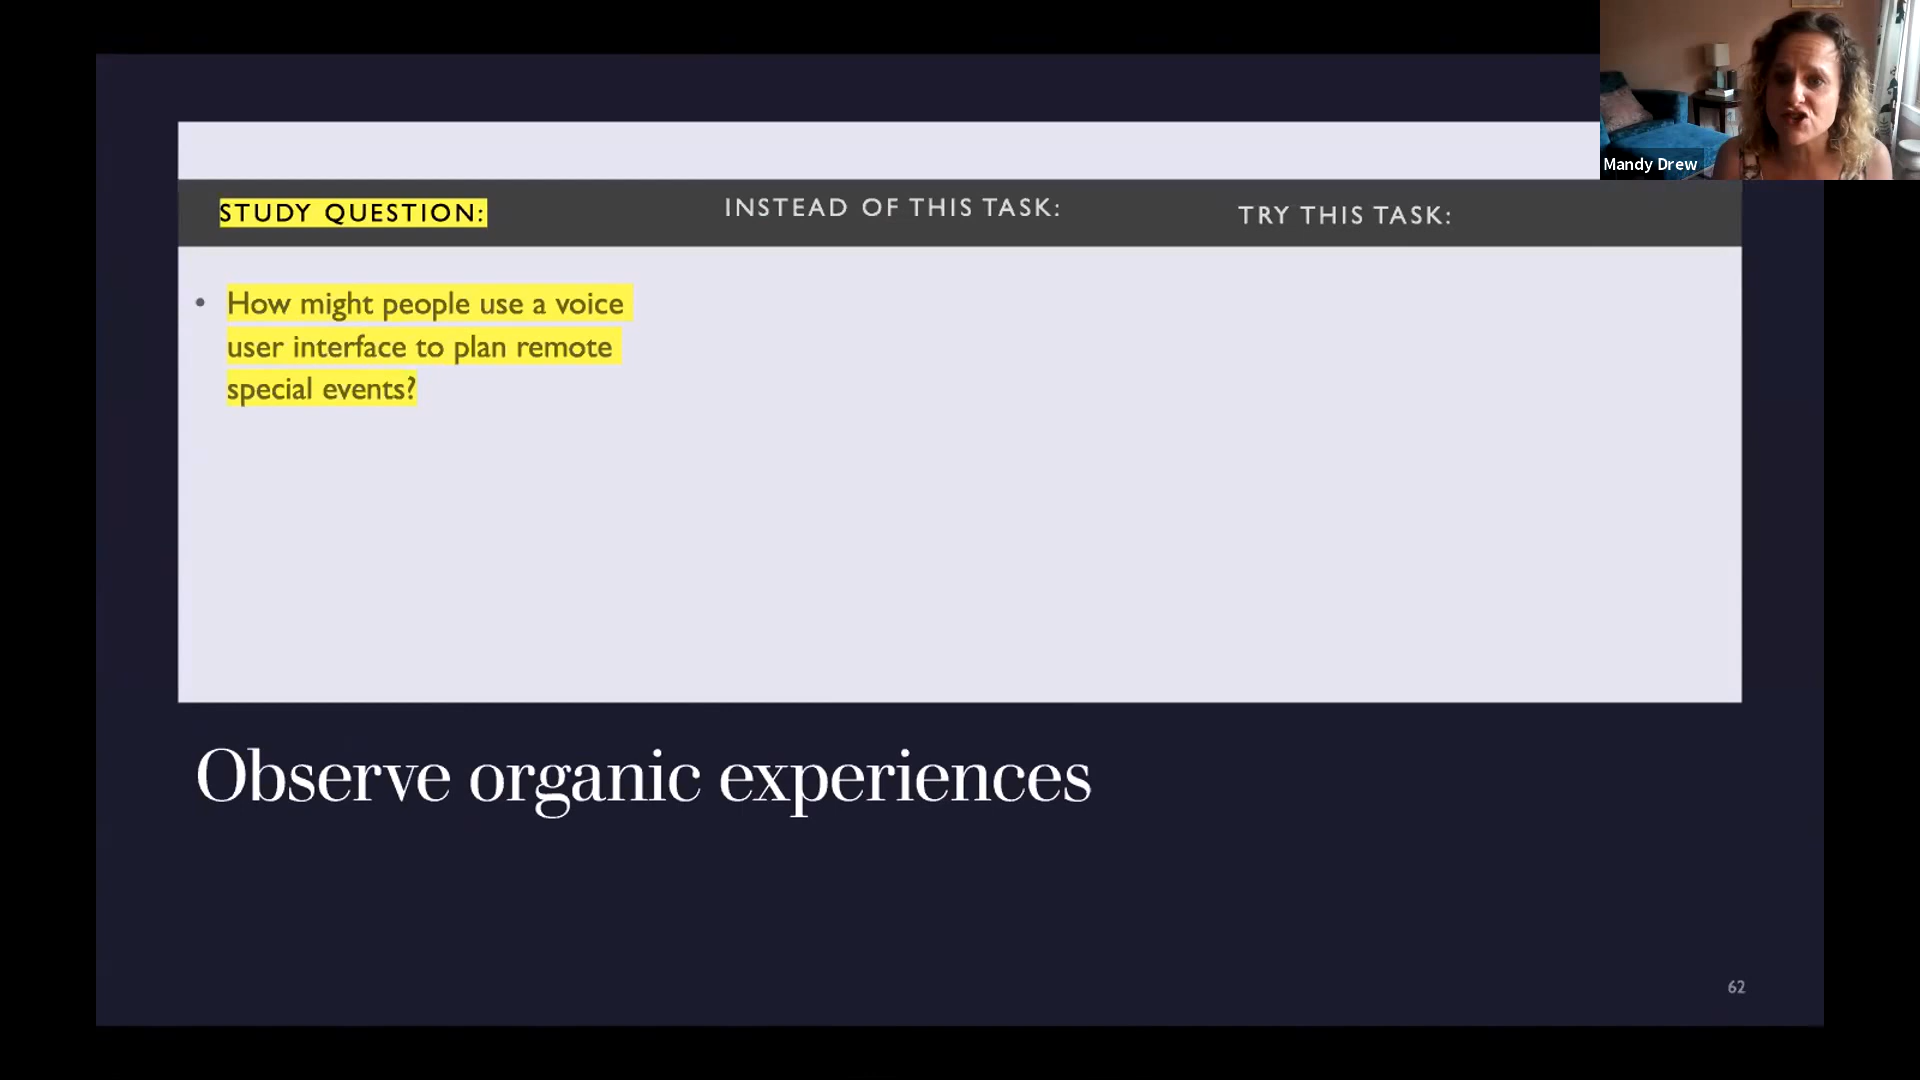 Mandy Drew
STUDY QUESTION:
INSTEAD OF THIS TASK:
TRY THIS TASK:
• How might people use a voice
user interface to plan remote
special events?
Observe organic experiences
62